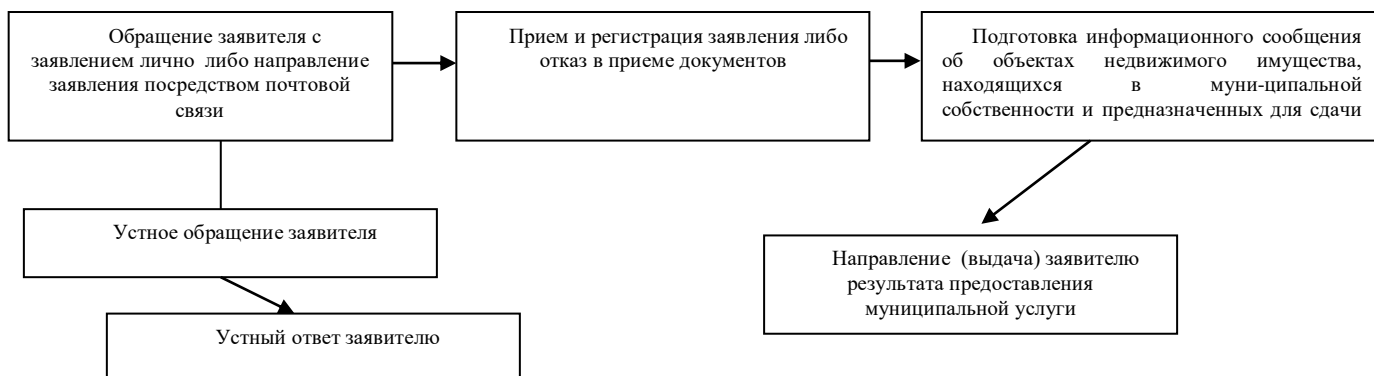 Обращение заявителя с
заявлением лично либо направление
заявления посредством почтовой
связи
Прием и регистрация заявления либо
отказ в приеме документов
Подготовка информационного сообщения
об объектах недвижимого имущества,
находящихся в муни-ципальной
собственности и предназначенных для сдачи
Устное обращение заявителя
Направление (выдача) заявителю
результата предоставления
муниципальной услуги
Устный ответ заявителю